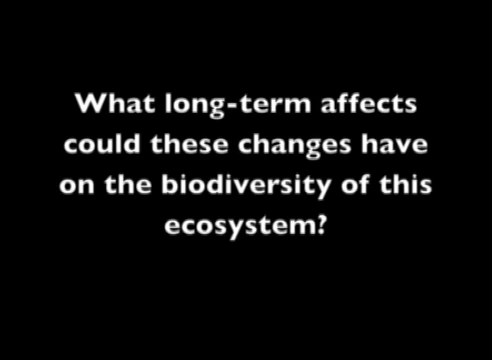 What long-term affects
could these changes have
on the biodiversity of this
ecosystem?